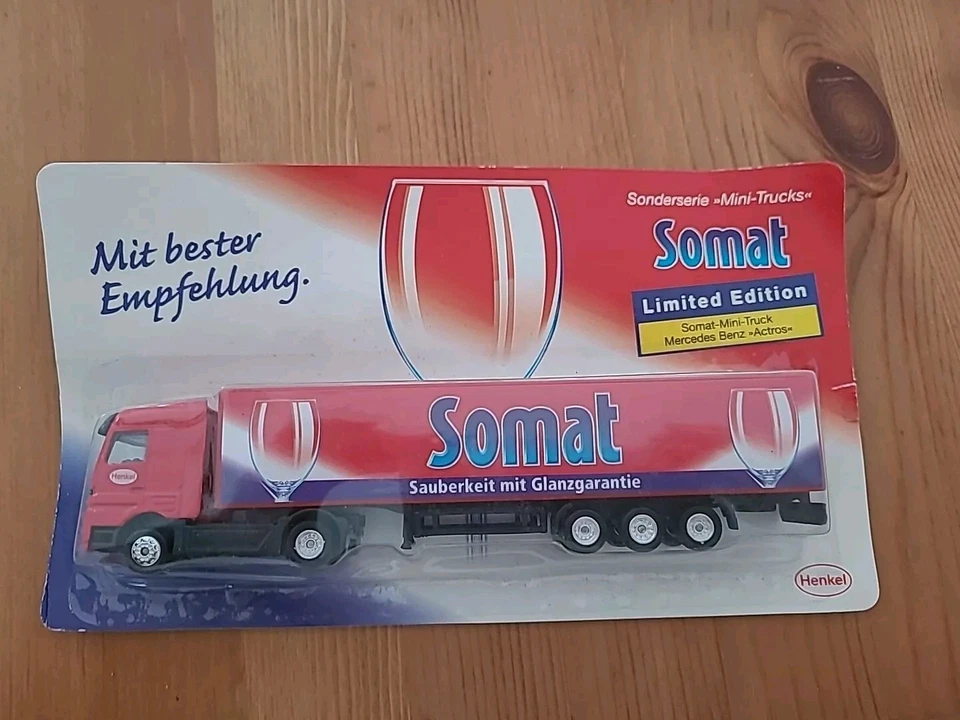 Mit bester
Empfehlung.
Sonderserie »Mini-Trucks«
Somat
Limited Edition
Somat-Mini-Truck
Mercedes Benz »Actros«
Somat
Sauberkeit mit Glanzgarantie
Henkel
Henkel